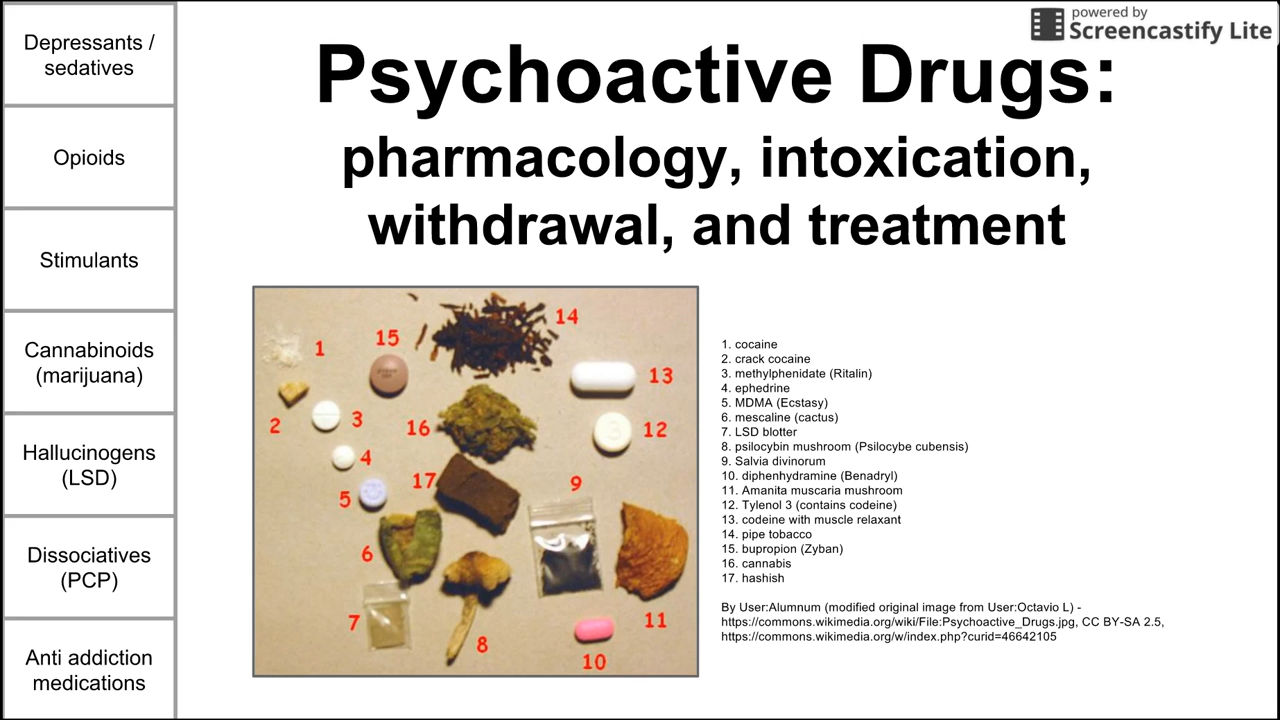 powered by
Screencastify Lite
Depressants /
sedatives
Opioids
Stimulants
Cannabinoids
(marijuana)
Hallucinogens
(LSD)
Dissociatives
(PCP)
Anti addiction
medications
Psychoactive Drugs:
pharmacology, intoxication,
withdrawal, and treatment
1
2
3
4
5
6
7
8
9
10
11
12
13
14
15
16
17
1. cocaine
2. crack cocaine
3. methylphenidate (Ritalin)
4. ephedrine
5. MDMA (Ecstasy)
6. mescaline (cactus)
7. LSD blotter
8. psilocybin mushroom (Psilocybe cubensis)
9. Salvia divinorum
10. diphenhydramine (Benadryl)
11. Amanita muscaria mushroom
12. Tylenol 3 (contains codeine)
13. codeine with muscle relaxant
14. pipe tobacco
15. bupropion (Zyban)
16. cannabis
17. hashish
By User:Alumnum (modified original image from User:Octavio L) -
https://commons.wikimedia.org/wiki/File:Psychoactive_Drugs.jpg, CC BY-SA 2.5,
https://commons.wikimedia.org/w/index.php?curid=46642105